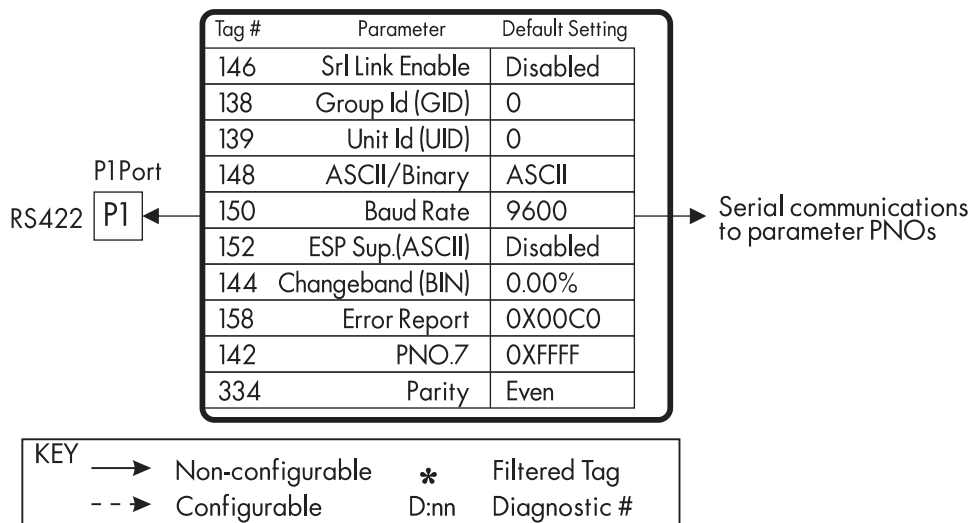 Tag # Parameter Default Setting
146 Srl Link Enable Disabled
138 Group Id (GID) 0
139 Unit Id (UID) 0
148 ASCII/Binary ASCII
150 Baud Rate 9600
152 ESP Sup.(ASCII) Disabled
144 Changeband (BIN) 0.00%
158 Error Report 0X00C0
142 PNO.7 0XFFFF
334 Parity Even
P1Port
RS422 P1
Serial communications
to parameter PNOs
KEY
Non-configurable * Filtered Tag
Configurable D:nn Diagnostic #